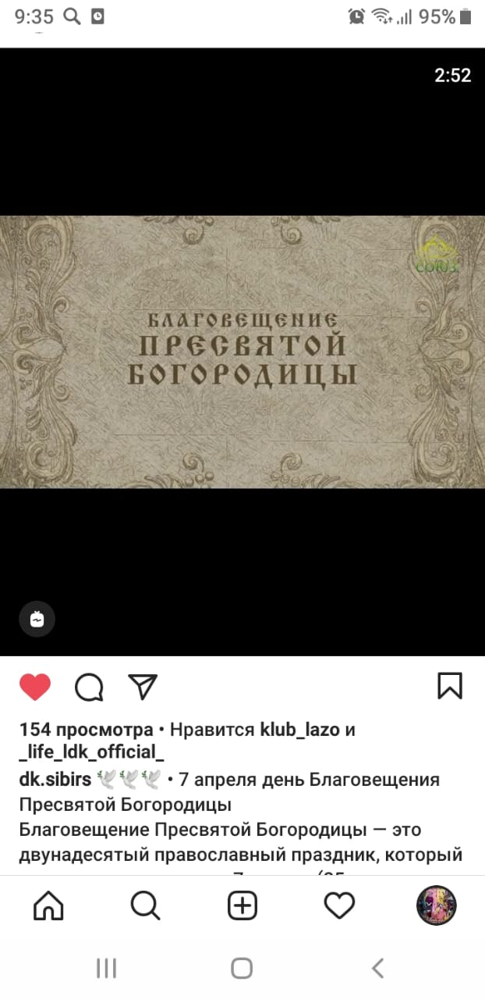 9:35
95%
2:52
СОЮЗ
БЛАГОВЕЩЕНИЕ
ПРЕСВЯТОЙ
БОГОРОДИЦЫ
154 просмотра • Нравится klub_lazo и
_life_ldk_official_
dk.sibirs 🕊🕊🕊 • 7 апреля день Благовещения
Пресвятой Богородицы
Благовещение Пресвятой Богородицы — это
двунадесятый православный праздник, который